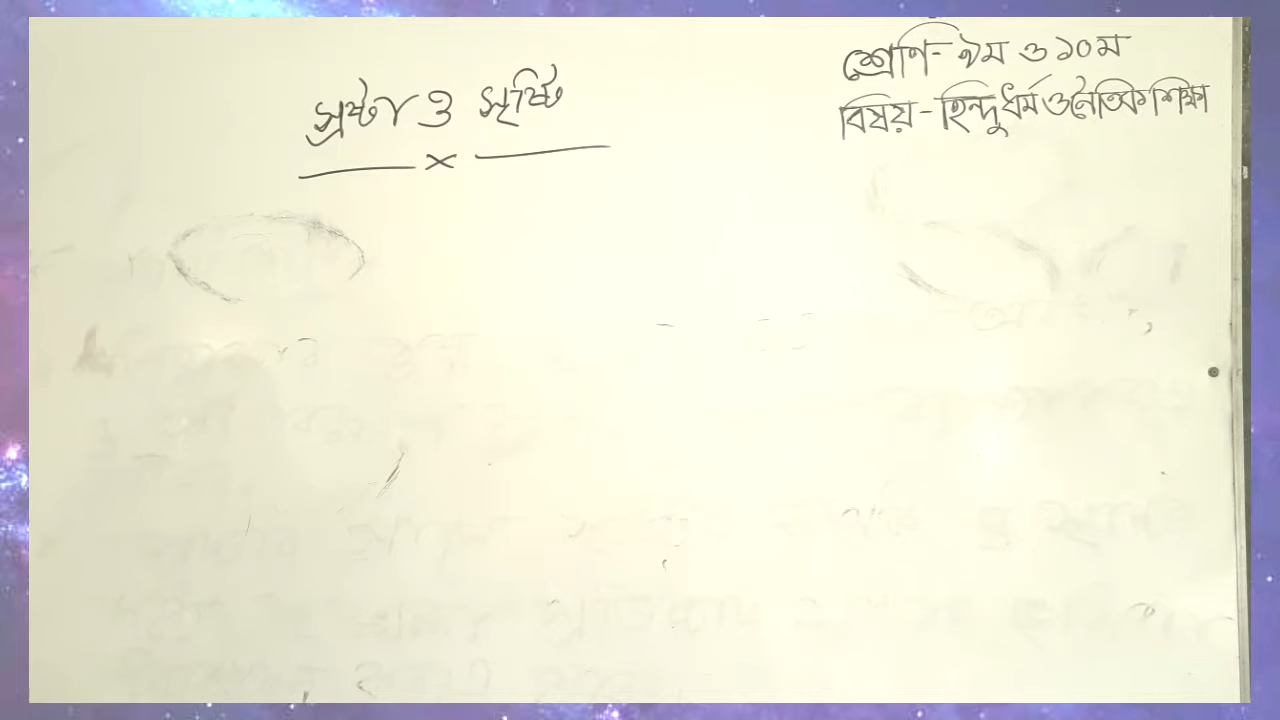 স্রষ্টা ও সৃষ্টি
শ্রেণি- ৯ম ও ১০ম
বিষয় - হিন্দু ধর্ম ও নৈতিক শিক্ষা